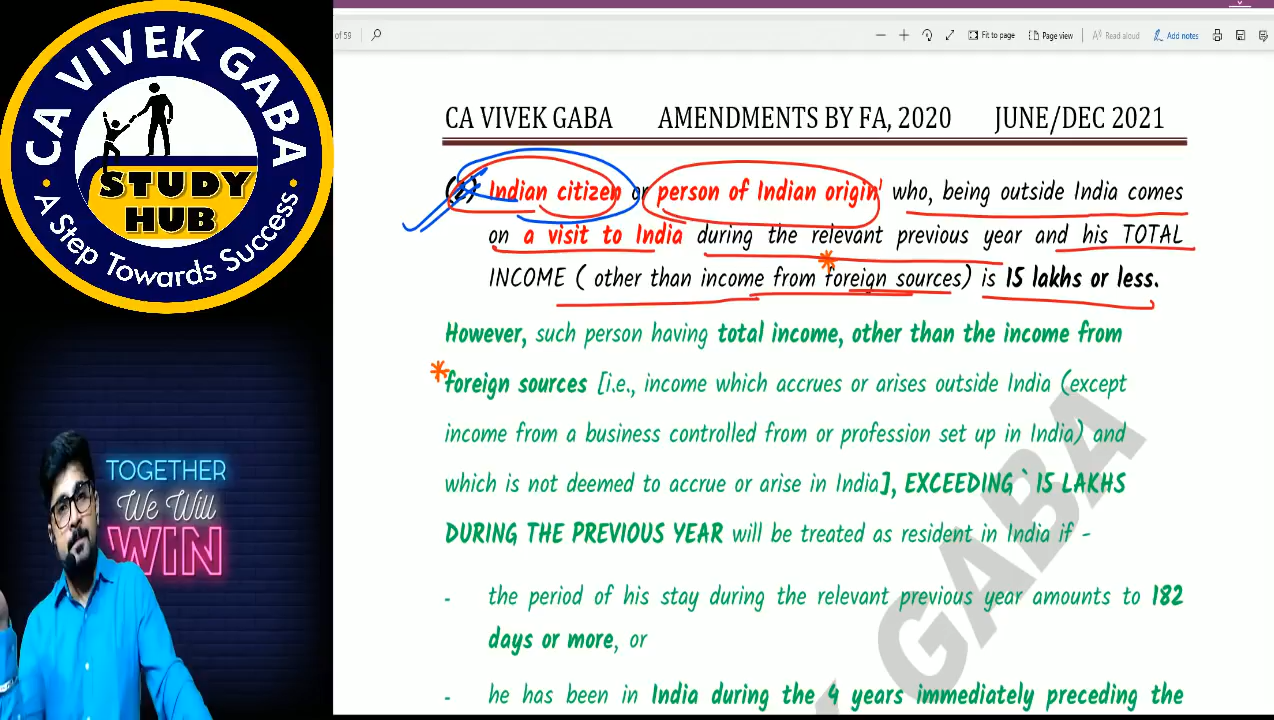 CA VIVEK GABA
STUDY
HUB
A Step Towards Success
TOGETHER
We Will
WIN
of 59
Fit to page
Page view
Read aloud
Add notes
CA VIVEK GABA AMENDMENTS BY FA, 2020 JUNE/DEC 2021
Indian citizen or person of Indian origin' who, being outside India comes
on a visit to India during the relevant previous year and his TOTAL
INCOME ( other than income from foreign sources) is 15 lakhs or less.
However, such person having total income, other than the income from
foreign sources [i.e., income which accrues or arises outside India (except
income from a business controlled from or profession set up in India) and
which is not deemed to accrue or arise in India], EXCEEDING ` 15 LAKHS
DURING THE PREVIOUS YEAR will be treated as resident in India if -
- the period of his stay during the relevant previous year amounts to 182
days or more, or
- he has been in India during the 4 years immediately preceding the
GABA